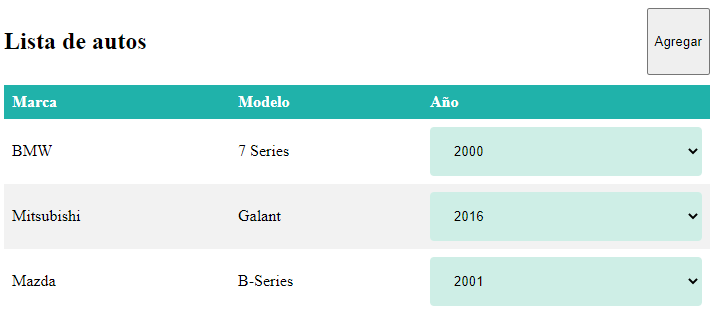 Lista de autos
Agregar
Marca Modelo Año
BMW 7 Series 2000
Mitsubishi Galant 2016
Mazda B-Series 2001